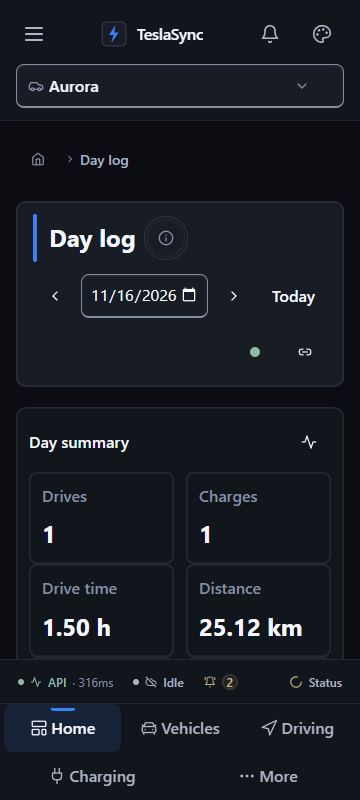 TeslaSync
Aurora
Day log
Day log
11/16/2026
Today
Day summary
Drives
Charges
1
1
Drive time
Distance
1.50 h
25.12 km
API · 316ms
Idle
2
Status
Home
Vehicles
Driving
Charging
More